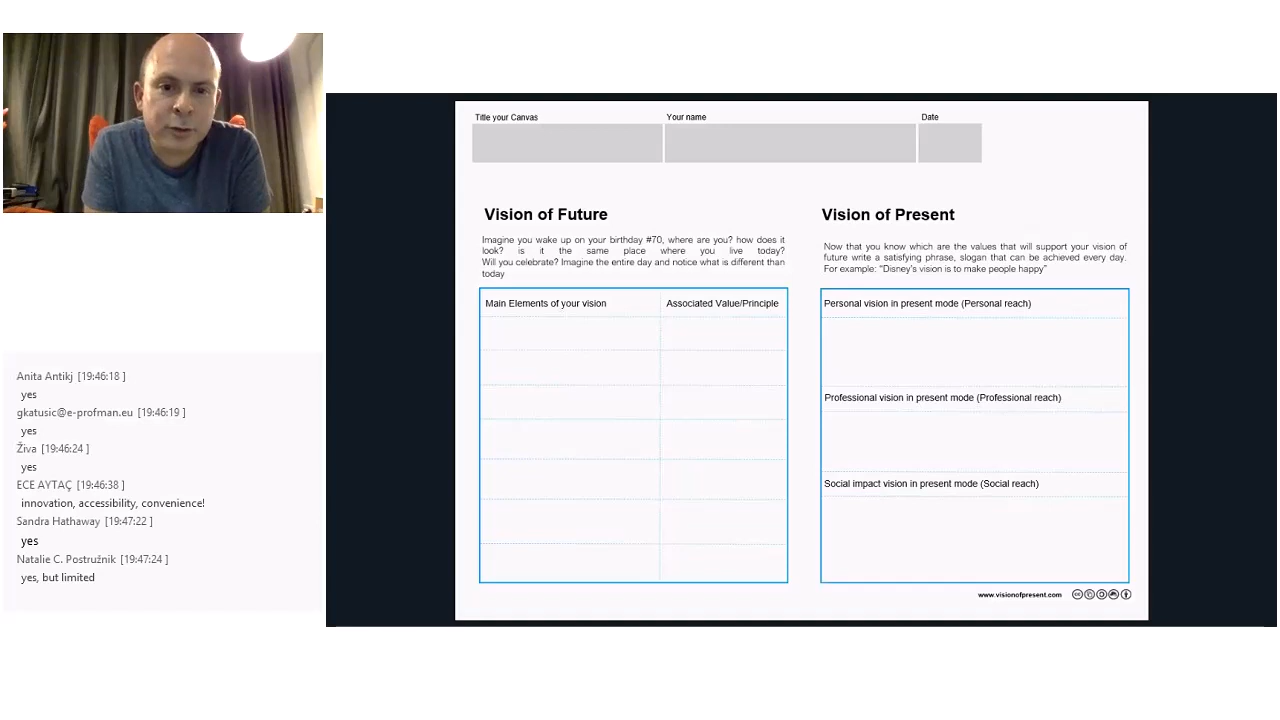 Anita Antikj [19:46:18 ]
yes
gkatusic@e-profman.eu [19:46:19 ]
yes
Živa [19:46:24 ]
yes
ECE AYTAÇ [19:46:38 ]
innovation, accessibility, convenience!
Sandra Hathaway [19:47:22 ]
yes
Natalie C. Postružnik [19:47:24 ]
yes, but limited
Title your Canvas
Your name
Date
Vision of Future
Imagine you wake up on your birthday #70, where are you? how does it
look? is it the same place where you live today?
Will you celebrate? Imagine the entire day and notice what is different than
today
Main Elements of your vision
Associated Value/Principle
Vision of Present
Now that you know which are the values that will support your vision of
future write a satisfying phrase, slogan that can be achieved every day.
For example: “Disney's vision is to make people happy”
Personal vision in present mode (Personal reach)
Professional vision in present mode (Professional reach)
Social impact vision in present mode (Social reach)
www.visionofpresent.com